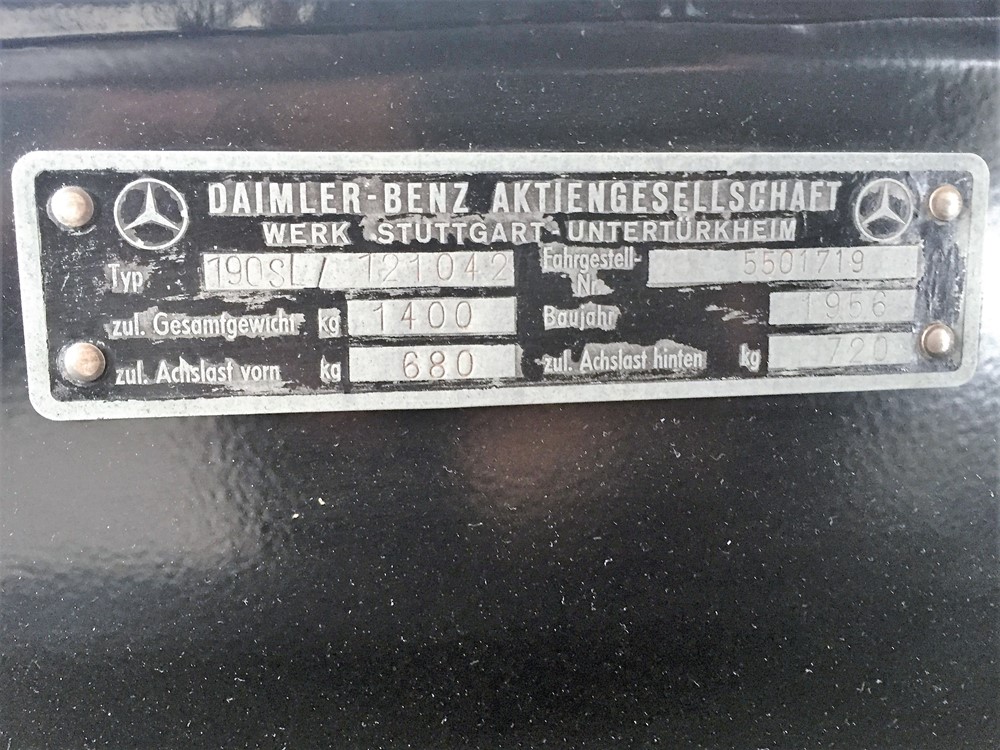 DAIMLER-BENZ AKTIENGESELLSCHAFT
WERK STUTTGART-UNTERTÜRKHEIM
Typ 190SL/ 121042 Fahrgestell-Nr. 5501719
zul. Gesamtgewicht kg 1400 Baujahr 1956
zul. Achslast vorn kg 680 zul. Achslast hinten kg 720